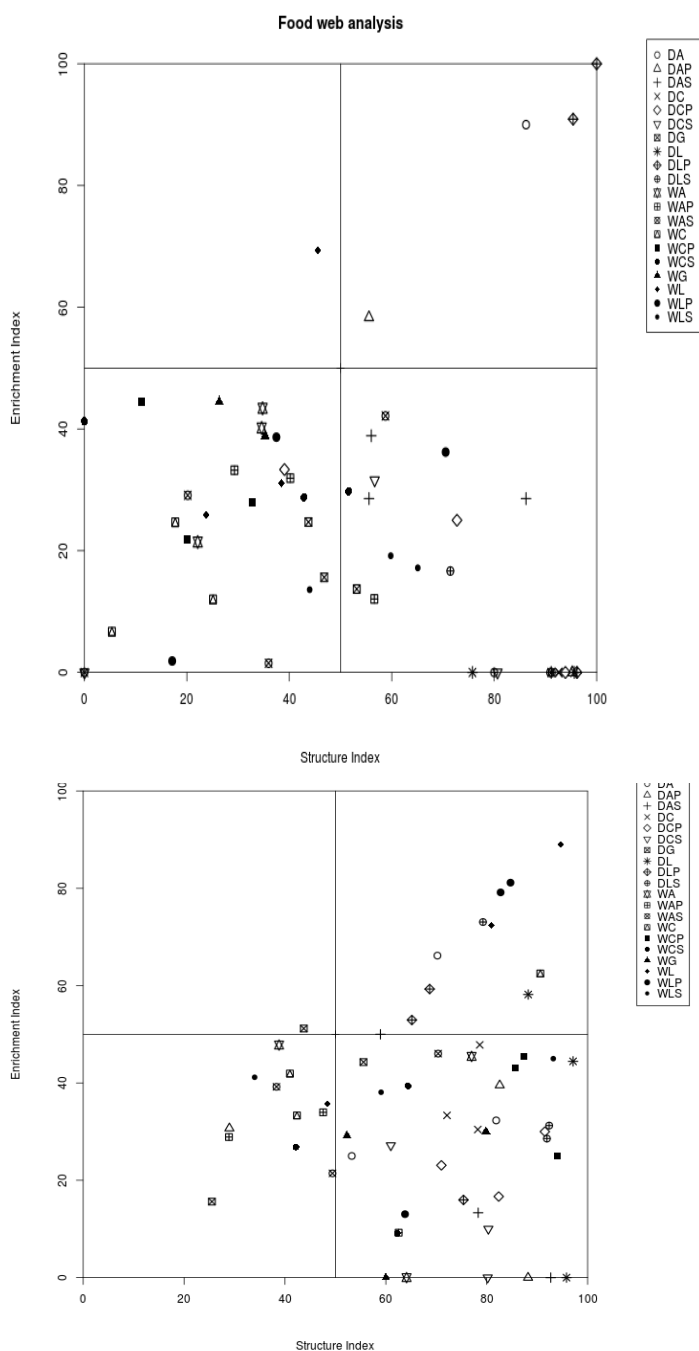 Food web analysis
100
80
60
40
20
0
Enrichment Index
0 20 40 60 80 100
Structure Index
DA
DAP
DAS
DC
DCP
DCS
DG
DL
DLP
DLS
WA
WAP
WAS
WC
WCP
WCS
WG
WL
WLP
WLS
100
80
60
40
20
0
Enrichment Index
0 20 40 60 80 100
Structure Index
DA
DAP
DAS
DC
DCP
DCS
DG
DL
DLP
DLS
WA
WAP
WAS
WC
WCP
WCS
WG
WL
WLP
WLS